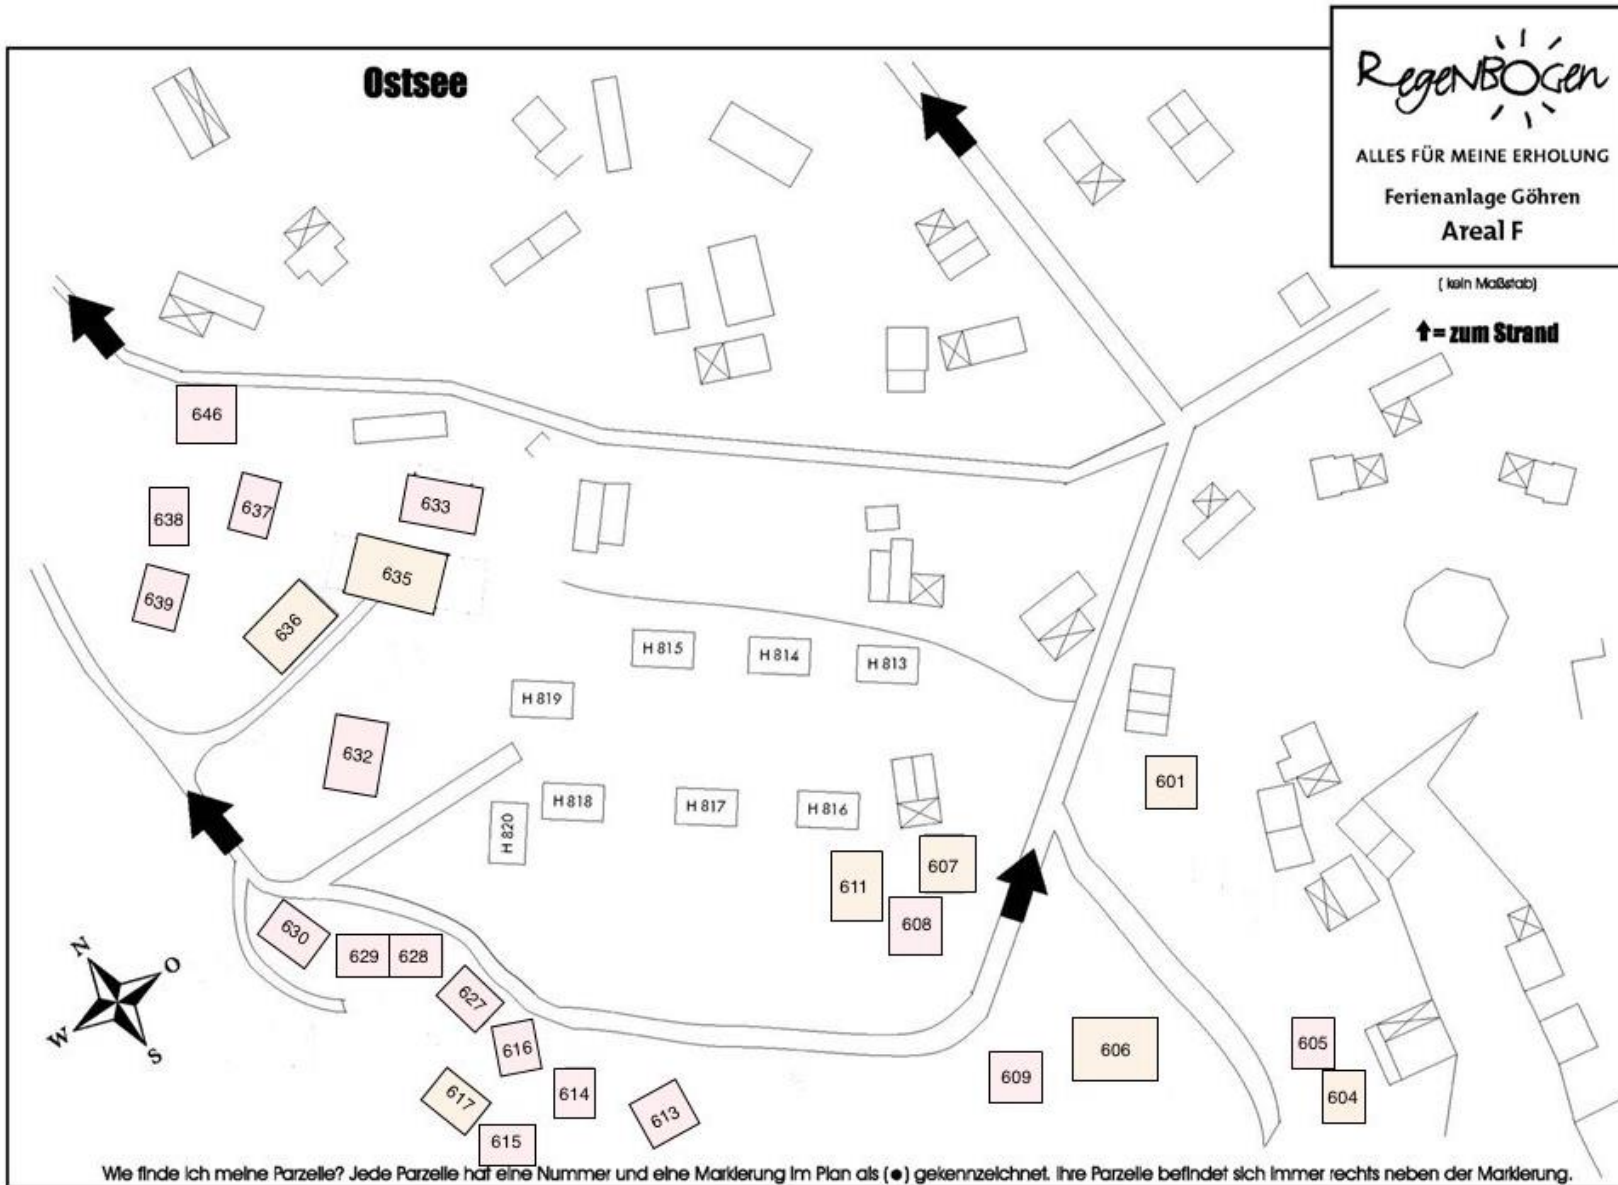 Ostsee
RegeNBOGen
ALLES FÜR MEINE ERHOLUNG
Ferienanlage Göhren
Areal F
( kein Maßstab)
= zum Strand
646
638
637
633
635
639
636
H 815
H 814
H 813
H 819
632
601
H 818
H 817
H 816
H 820
607
611
608
630
629
628
627
N
O
W
S
616
609
606
605
617
614
613
604
615
Wie finde ich meine Parzelle? Jede Parzelle hat eine Nummer und eine Markierung im Plan als (●) gekennzeichnet. Ihre Parzelle befindet sich immer rechts neben der Markierung.